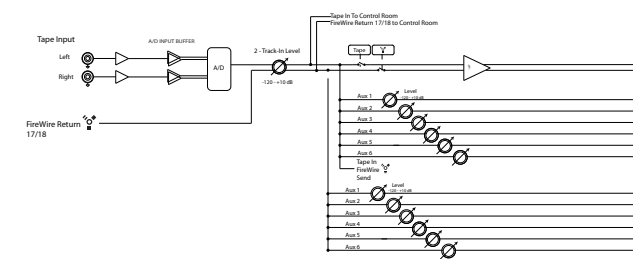 Tape In To Control Room
FireWire Return 17/18 to Control Room
Tape Input
A/D INPUT BUFFER
Left
Right
A/D
2 - Track-In Level
-120 - +10 dB
Tape
FireWire Return
17/18
Aux 1
Level
-120 - +10 dB
Aux 2
Aux 3
Aux 4
Aux 5
Aux 6
Tape In
FireWire
Send
Aux 1
Level
-120 - +10 dB
Aux 2
Aux 3
Aux 4
Aux 5
Aux 6